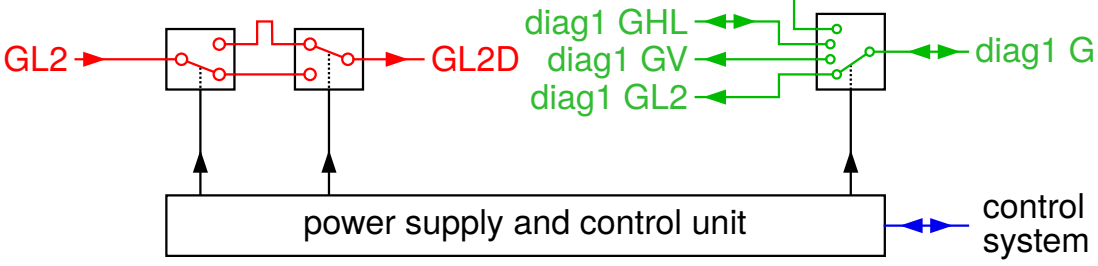 GL2
GL2D
diag1 GHL
diag1 GV
diag1 GL2
diag1 G
power supply and control unit
control
system